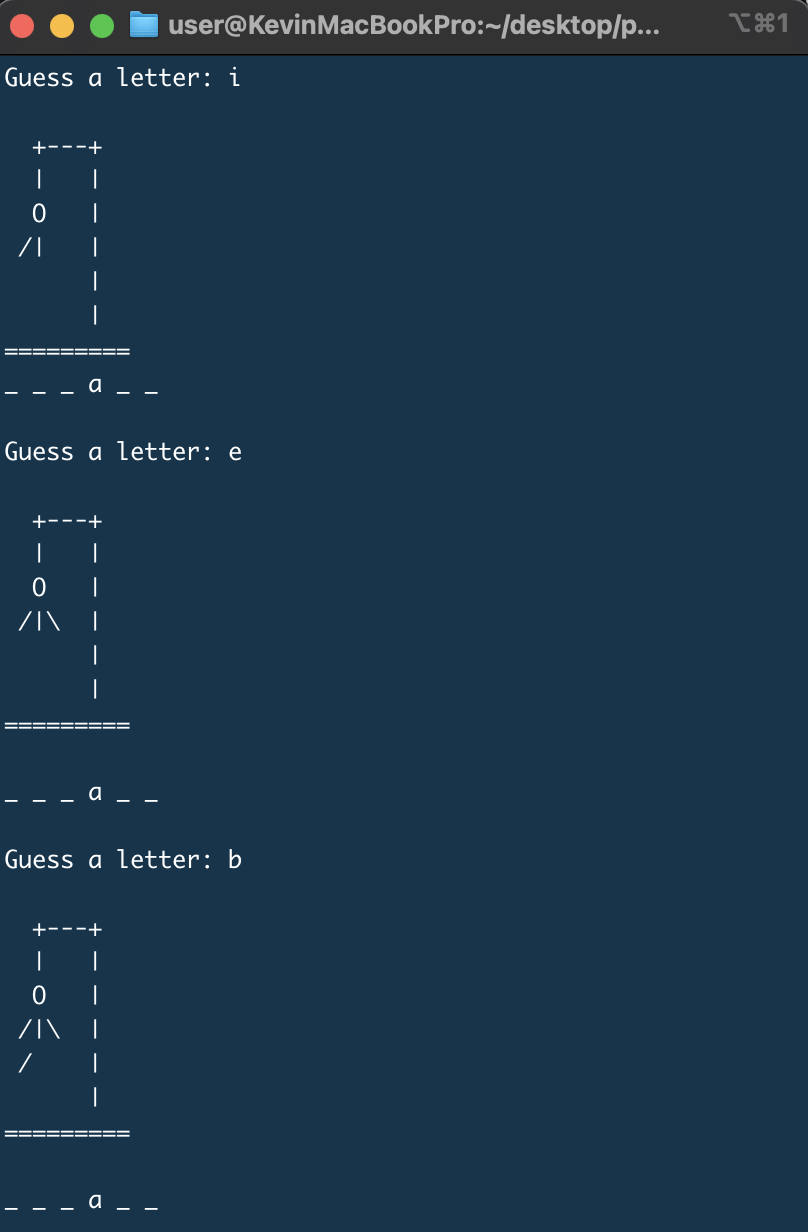 user@KevinMacBookPro:~/desktop/p... ⌥⌘1
Guess a letter: i
  +---+
  |   |
  O   |
 /|   |
      |
      |
=========
_ _ _ a _ _
Guess a letter: e
  +---+
  |   |
  O   |
 /|\  |
      |
      |
=========
_ _ _ a _ _
Guess a letter: b
  +---+
  |   |
  O   |
 /|\  |
 /    |
      |
=========
_ _ _ a _ _